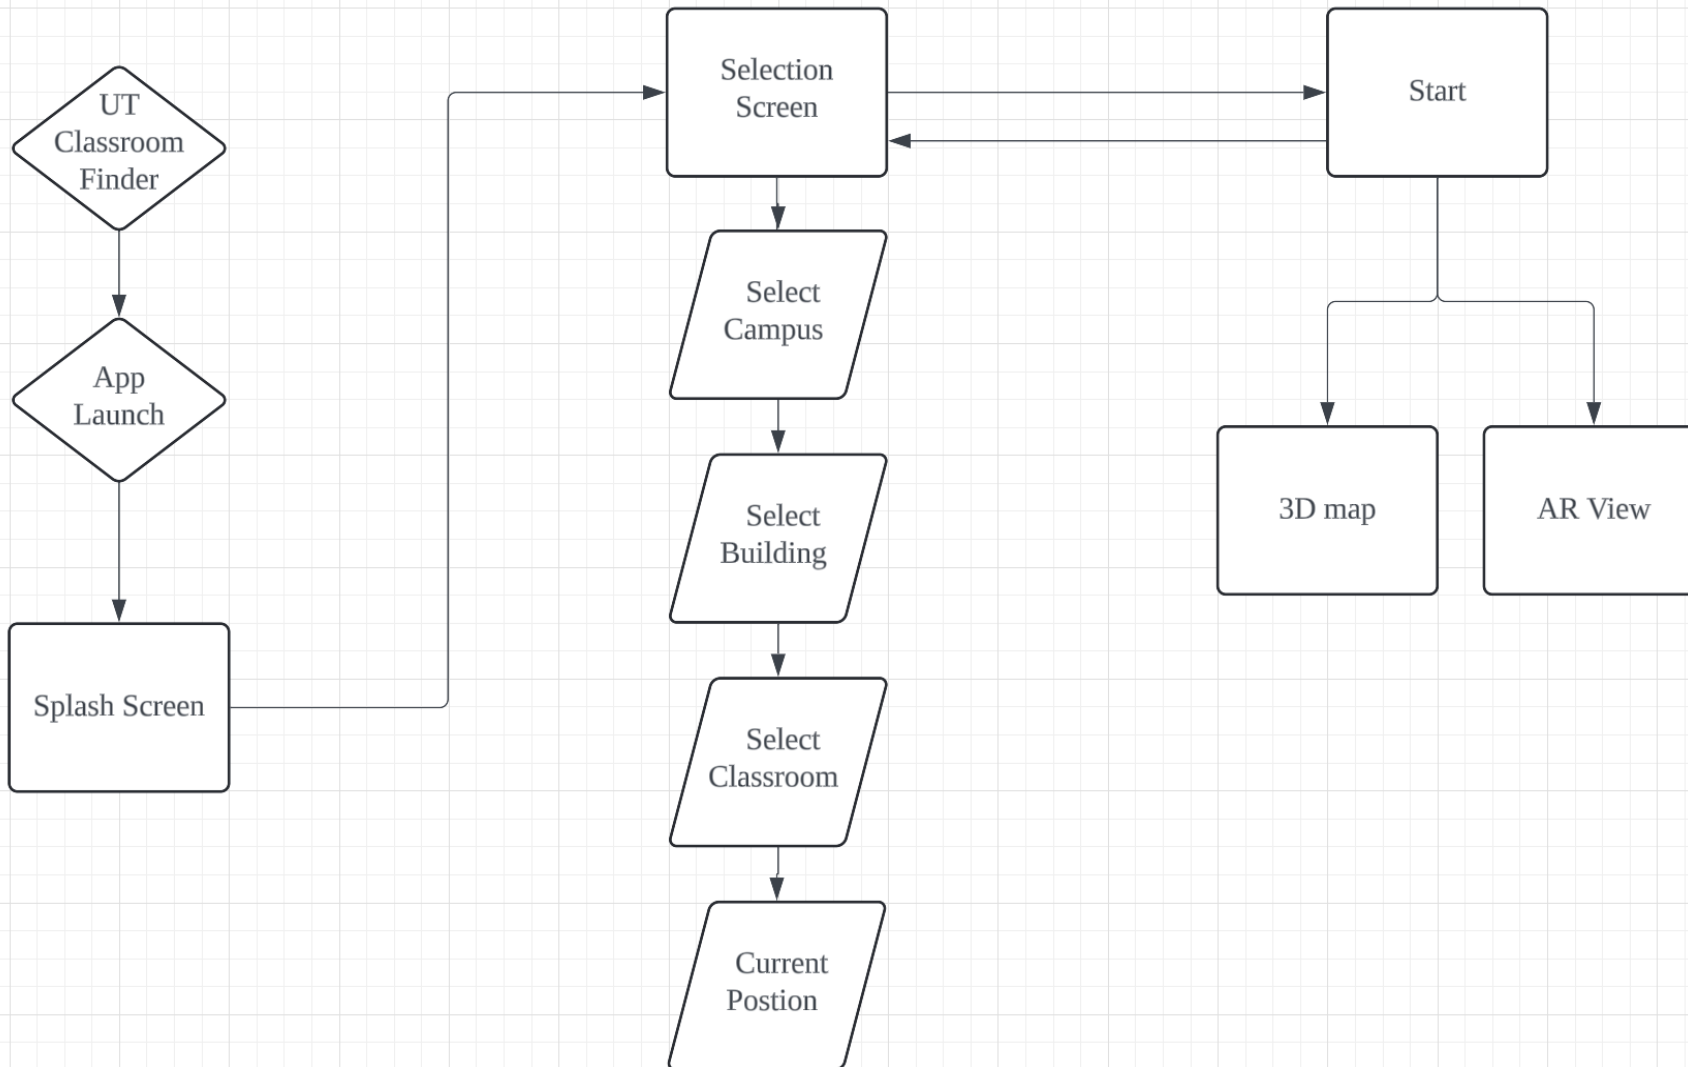 UT
Classroom
Finder
App
Launch
Splash Screen
Selection
Screen
Select
Campus
Select
Building
Select
Classroom
Current
Postion
Start
3D map
AR View